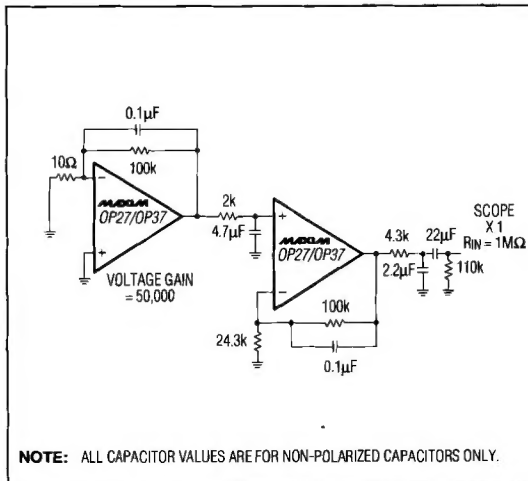 0.1µF
100k
10Ω
−
MAXIM
OP27/OP37
+
VOLTAGE GAIN
= 50,000
2k
4.7µF
+
MAXIM
OP27/OP37
−
4.3k
22µF
2.2µF
110k
SCOPE
X 1
RIN = 1MΩ
100k
24.3k
0.1µF
NOTE: ALL CAPACITOR VALUES ARE FOR NON-POLARIZED CAPACITORS ONLY.